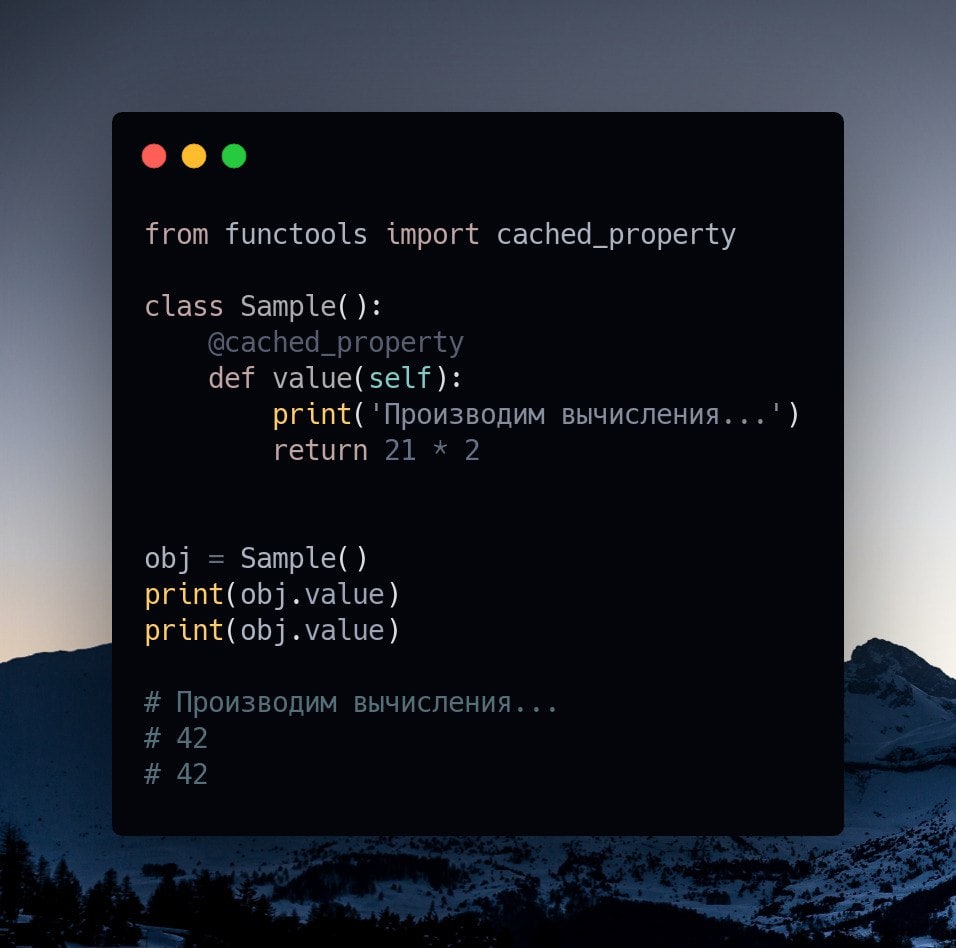 from functools import cached_property
class Sample():
    @cached_property
    def value(self):
        print('Производим вычисления...')
        return 21 * 2
obj = Sample()
print(obj.value)
print(obj.value)
# Производим вычисления...
# 42
# 42